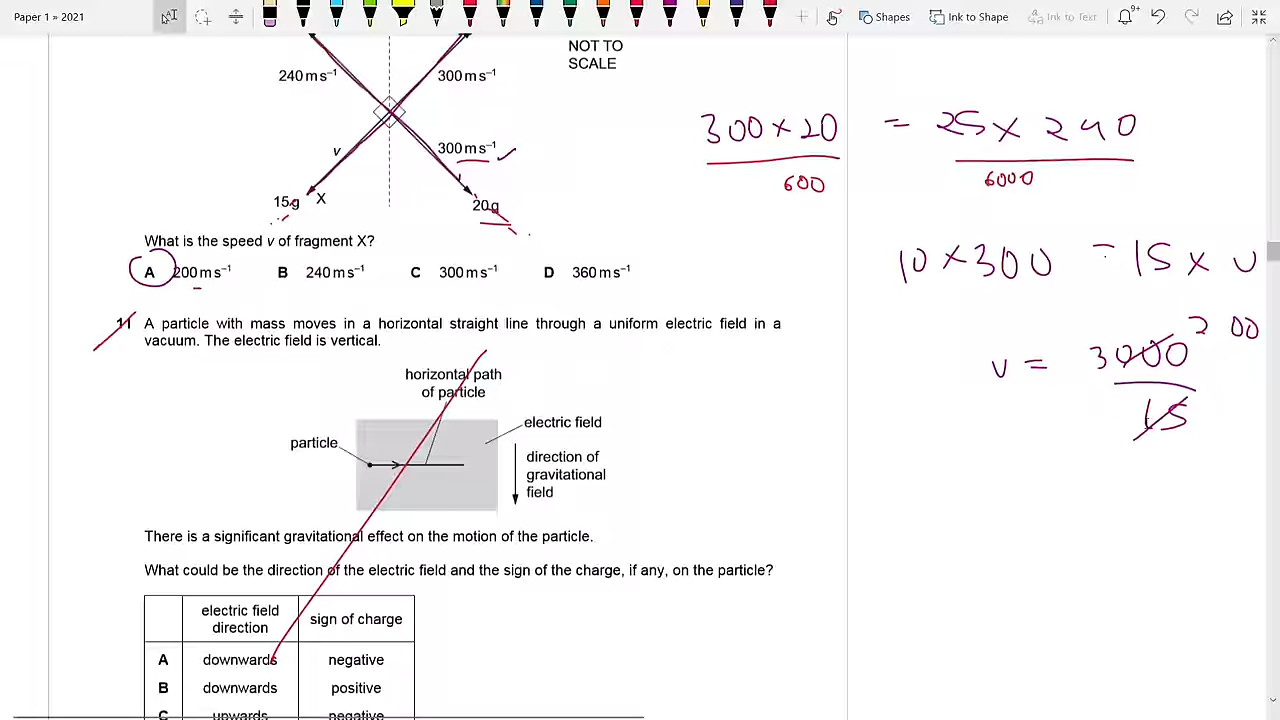 Paper 1 » 2021
Shapes
Ink to Shape
Ink to Text
9+
NOT TO
SCALE
240 m s⁻¹
300 m s⁻¹
300 × 20 = 25 × 240
600
6000
v
300 m s⁻¹
15g
X
20g
What is the speed v of fragment X?
A 200 m s⁻¹ B 240 m s⁻¹ C 300 m s⁻¹ D 360 m s⁻¹
10 × 300 = 15 × v
11 A particle with mass moves in a horizontal straight line through a uniform electric field in a
vacuum. The electric field is vertical.
v = 3000 200
15
horizontal path
of particle
electric field
particle
direction of
gravitational
field
There is a significant gravitational effect on the motion of the particle.
What could be the direction of the electric field and the sign of the charge, if any, on the particle?
electric field
direction
sign of charge
A downwards negative
B downwards positive
C upwards negative